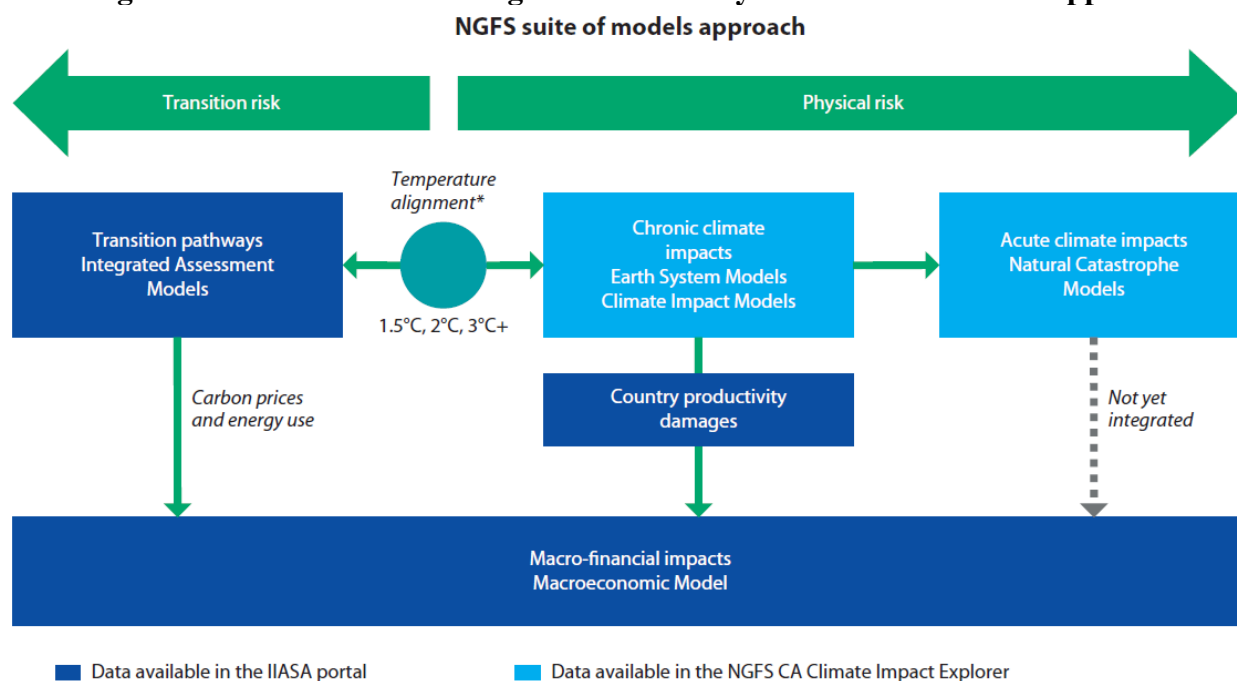 NGFS suite of models approach
Transition risk
Physical risk
Temperature
alignment*
1.5°C, 2°C, 3°C+
Transition pathways
Integrated Assessment
Models
Chronic climate
impacts
Earth System Models
Climate Impact Models
Acute climate impacts
Natural Catastrophe
Models
Carbon prices
and energy use
Country productivity
damages
Not yet
integrated
Macro-financial impacts
Macroeconomic Model
Data available in the IIASA portal
Data available in the NGFS CA Climate Impact Explorer